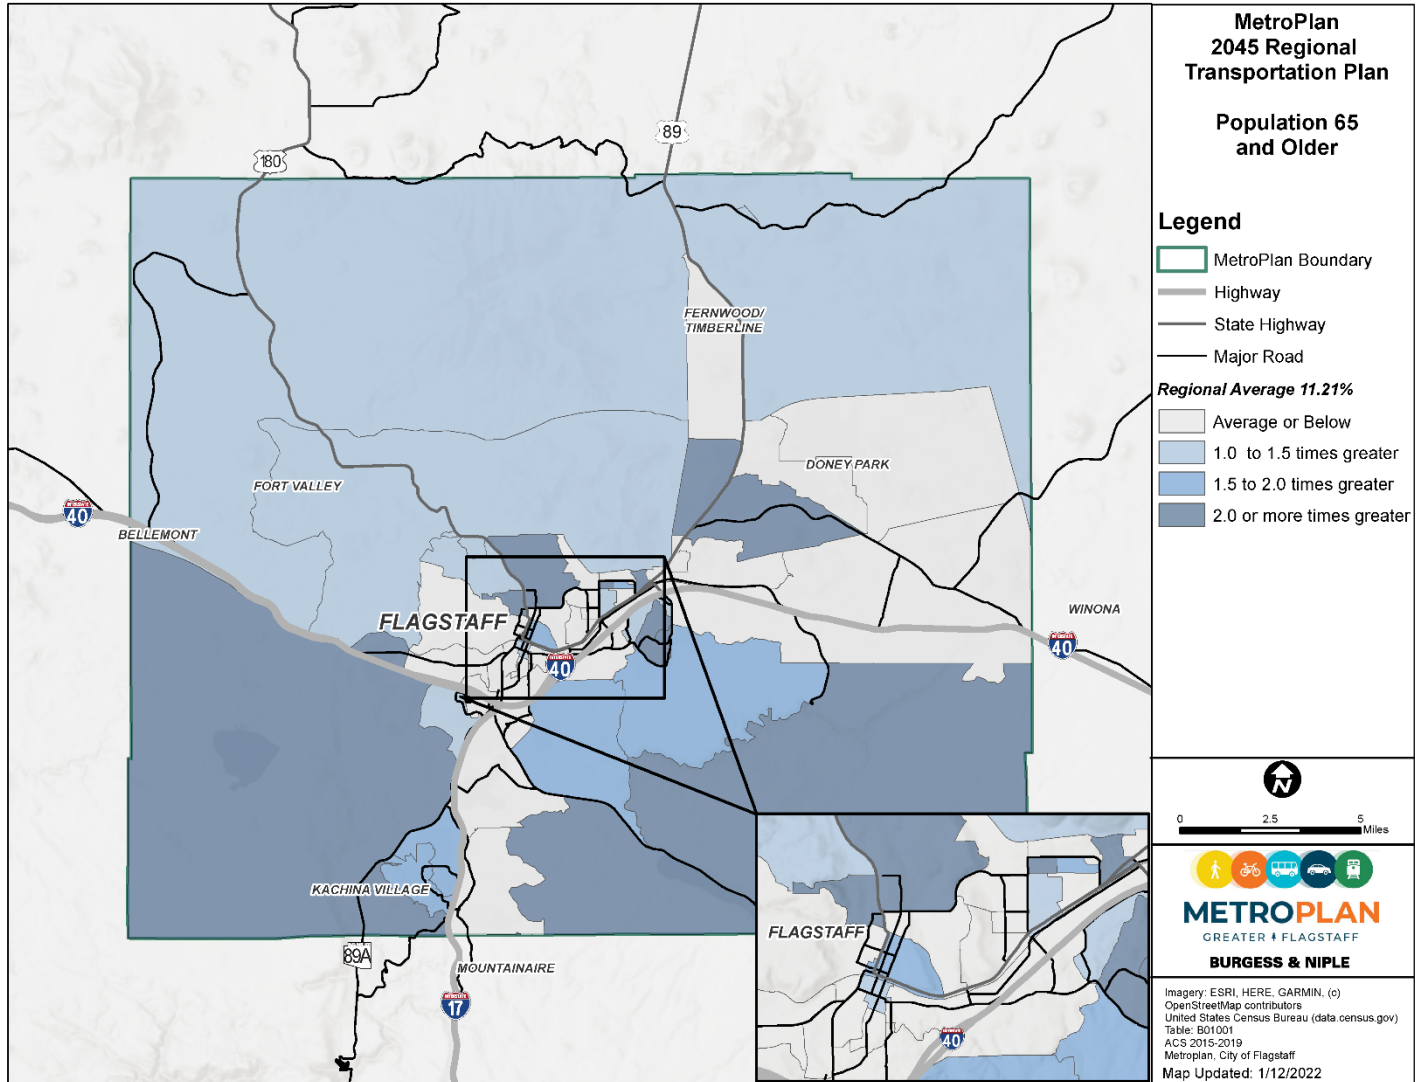 MetroPlan
2045 Regional
Transportation Plan
Population 65
and Older
Legend
MetroPlan Boundary
Highway
State Highway
Major Road
Regional Average 11.21%
Average or Below
1.0 to 1.5 times greater
1.5 to 2.0 times greater
2.0 or more times greater
N
0 2.5 5
Miles
METROPLAN
GREATER FLAGSTAFF
BURGESS & NIPLE
Imagery: ESRI, HERE, GARMIN, (c)
OpenStreetMap contributors
United States Census Bureau (data.census.gov)
Table: B01001
ACS 2015-2019
Metroplan, City of Flagstaff
Map Updated: 1/12/2022
180
89
FERNWOOD/
TIMBERLINE
DONEY PARK
FORT VALLEY
INTERSTATE
40
BELLEMONT
FLAGSTAFF
WINONA
INTERSTATE
40
INTERSTATE
40
KACHINA VILLAGE
89A
MOUNTAINAIRE
INTERSTATE
17
FLAGSTAFF
INTERSTATE
40